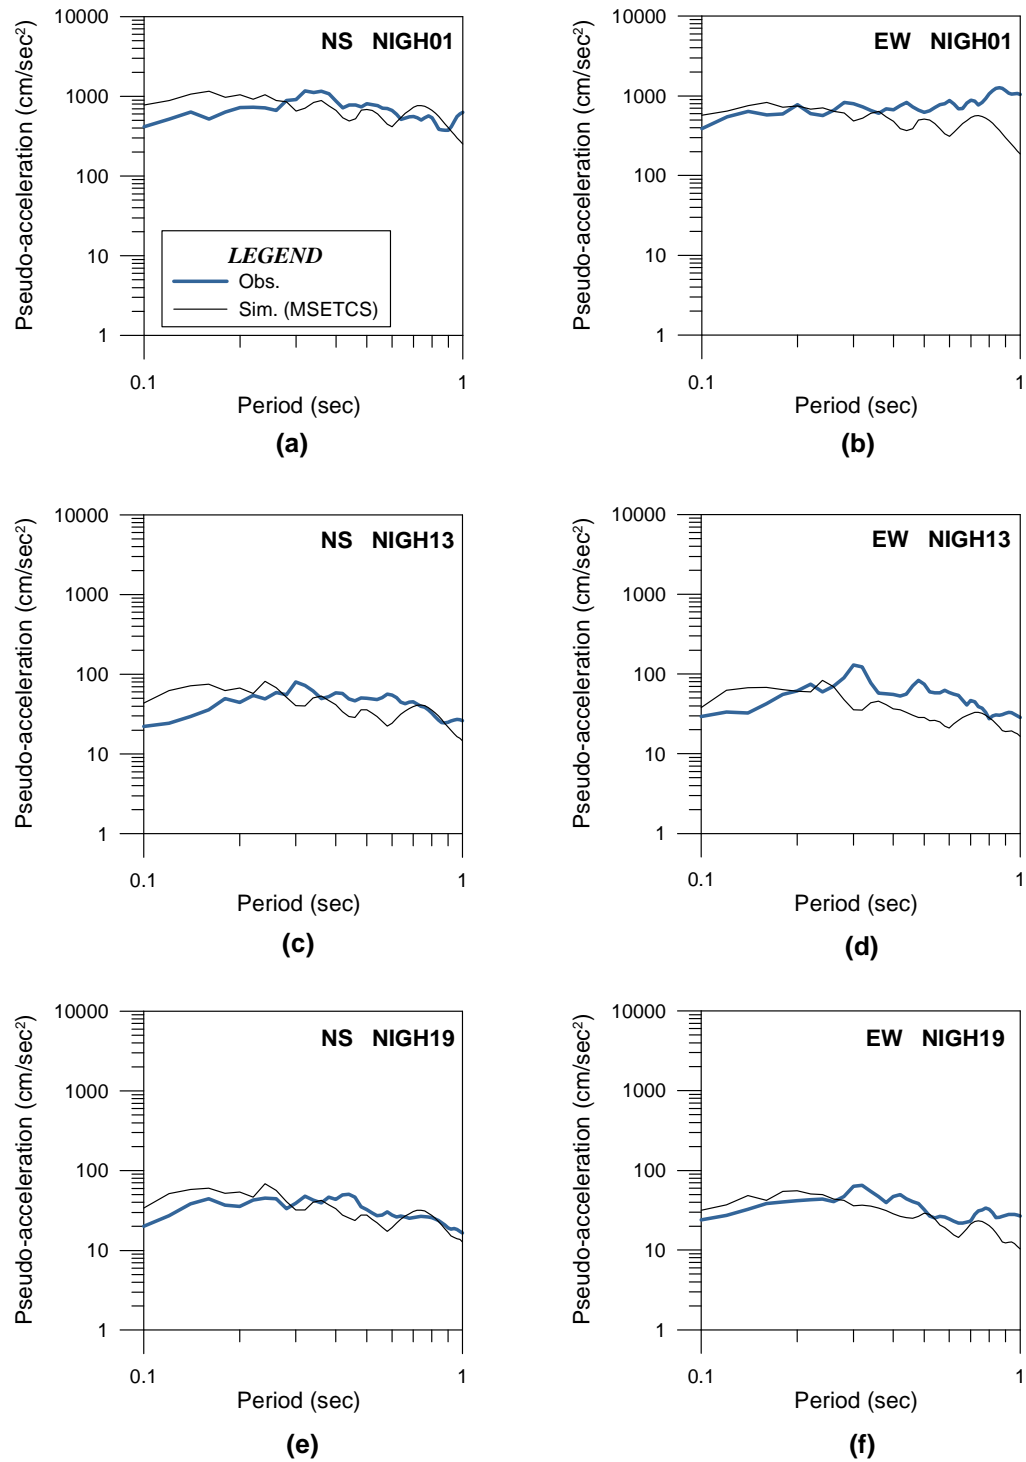 10000
1000
100
10
1
Pseudo-acceleration (cm/sec²)
NS NIGH01
LEGEND
Obs.
Sim. (MSETCS)
0.1
1
Period (sec)
(a)
10000
1000
100
10
1
Pseudo-acceleration (cm/sec²)
EW NIGH01
0.1
1
Period (sec)
(b)
10000
1000
100
10
1
Pseudo-acceleration (cm/sec²)
NS NIGH13
0.1
1
Period (sec)
(c)
10000
1000
100
10
1
Pseudo-acceleration (cm/sec²)
EW NIGH13
0.1
1
Period (sec)
(d)
10000
1000
100
10
1
Pseudo-acceleration (cm/sec²)
NS NIGH19
0.1
1
Period (sec)
(e)
10000
1000
100
10
1
Pseudo-acceleration (cm/sec²)
EW NIGH19
0.1
1
Period (sec)
(f)